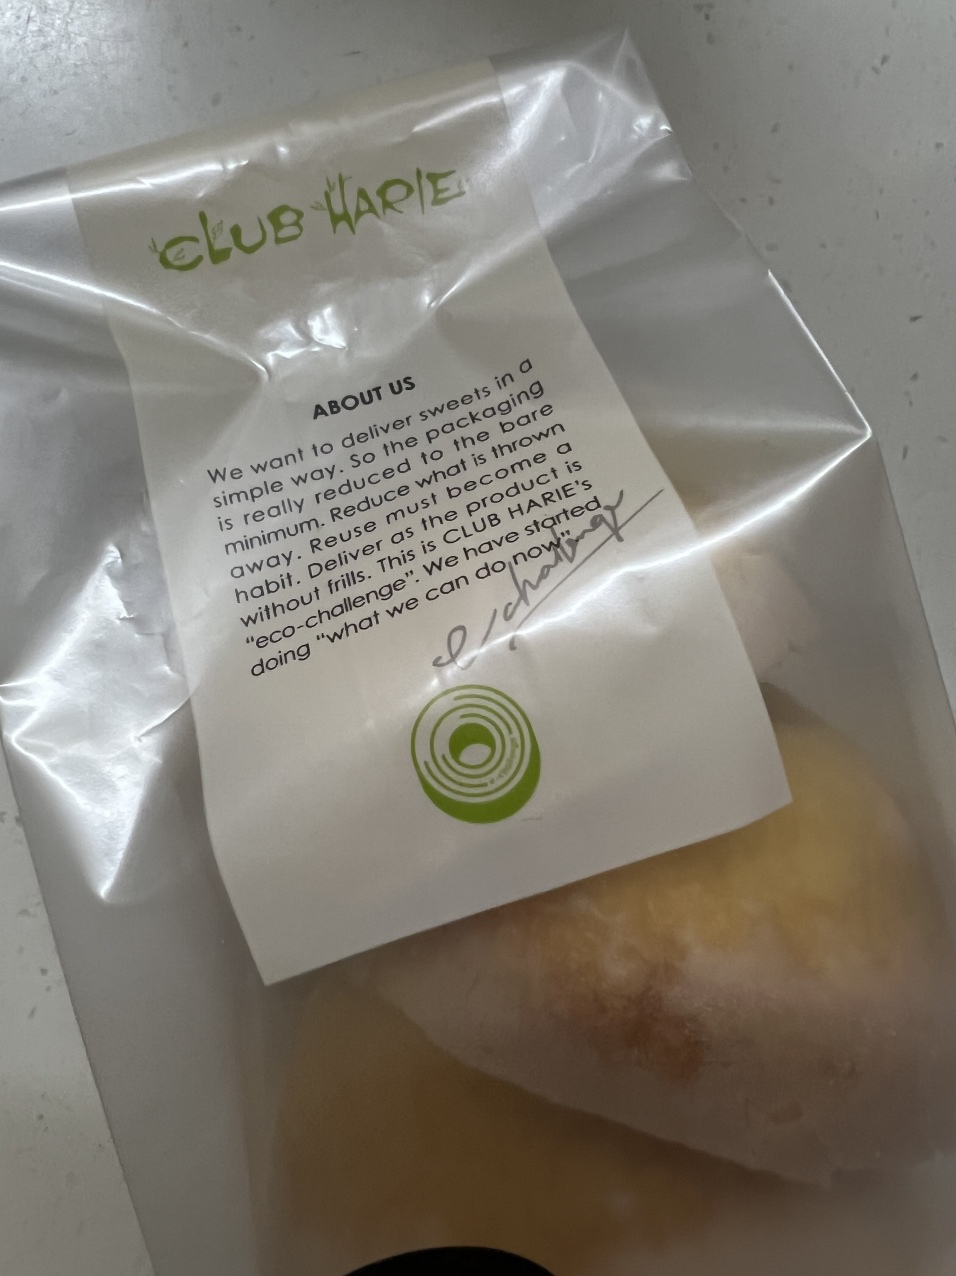 CLUB HARIE
ABOUT US
We want to deliver sweets in a
simple way. So the packaging
is really reduced to the bare
minimum. Reduce what is thrown
away. Reuse must become a
habit. Deliver as the product is
without frills. This is CLUB HARIE's
"eco-challenge". We have started
doing "what we can do now".
e/challenge